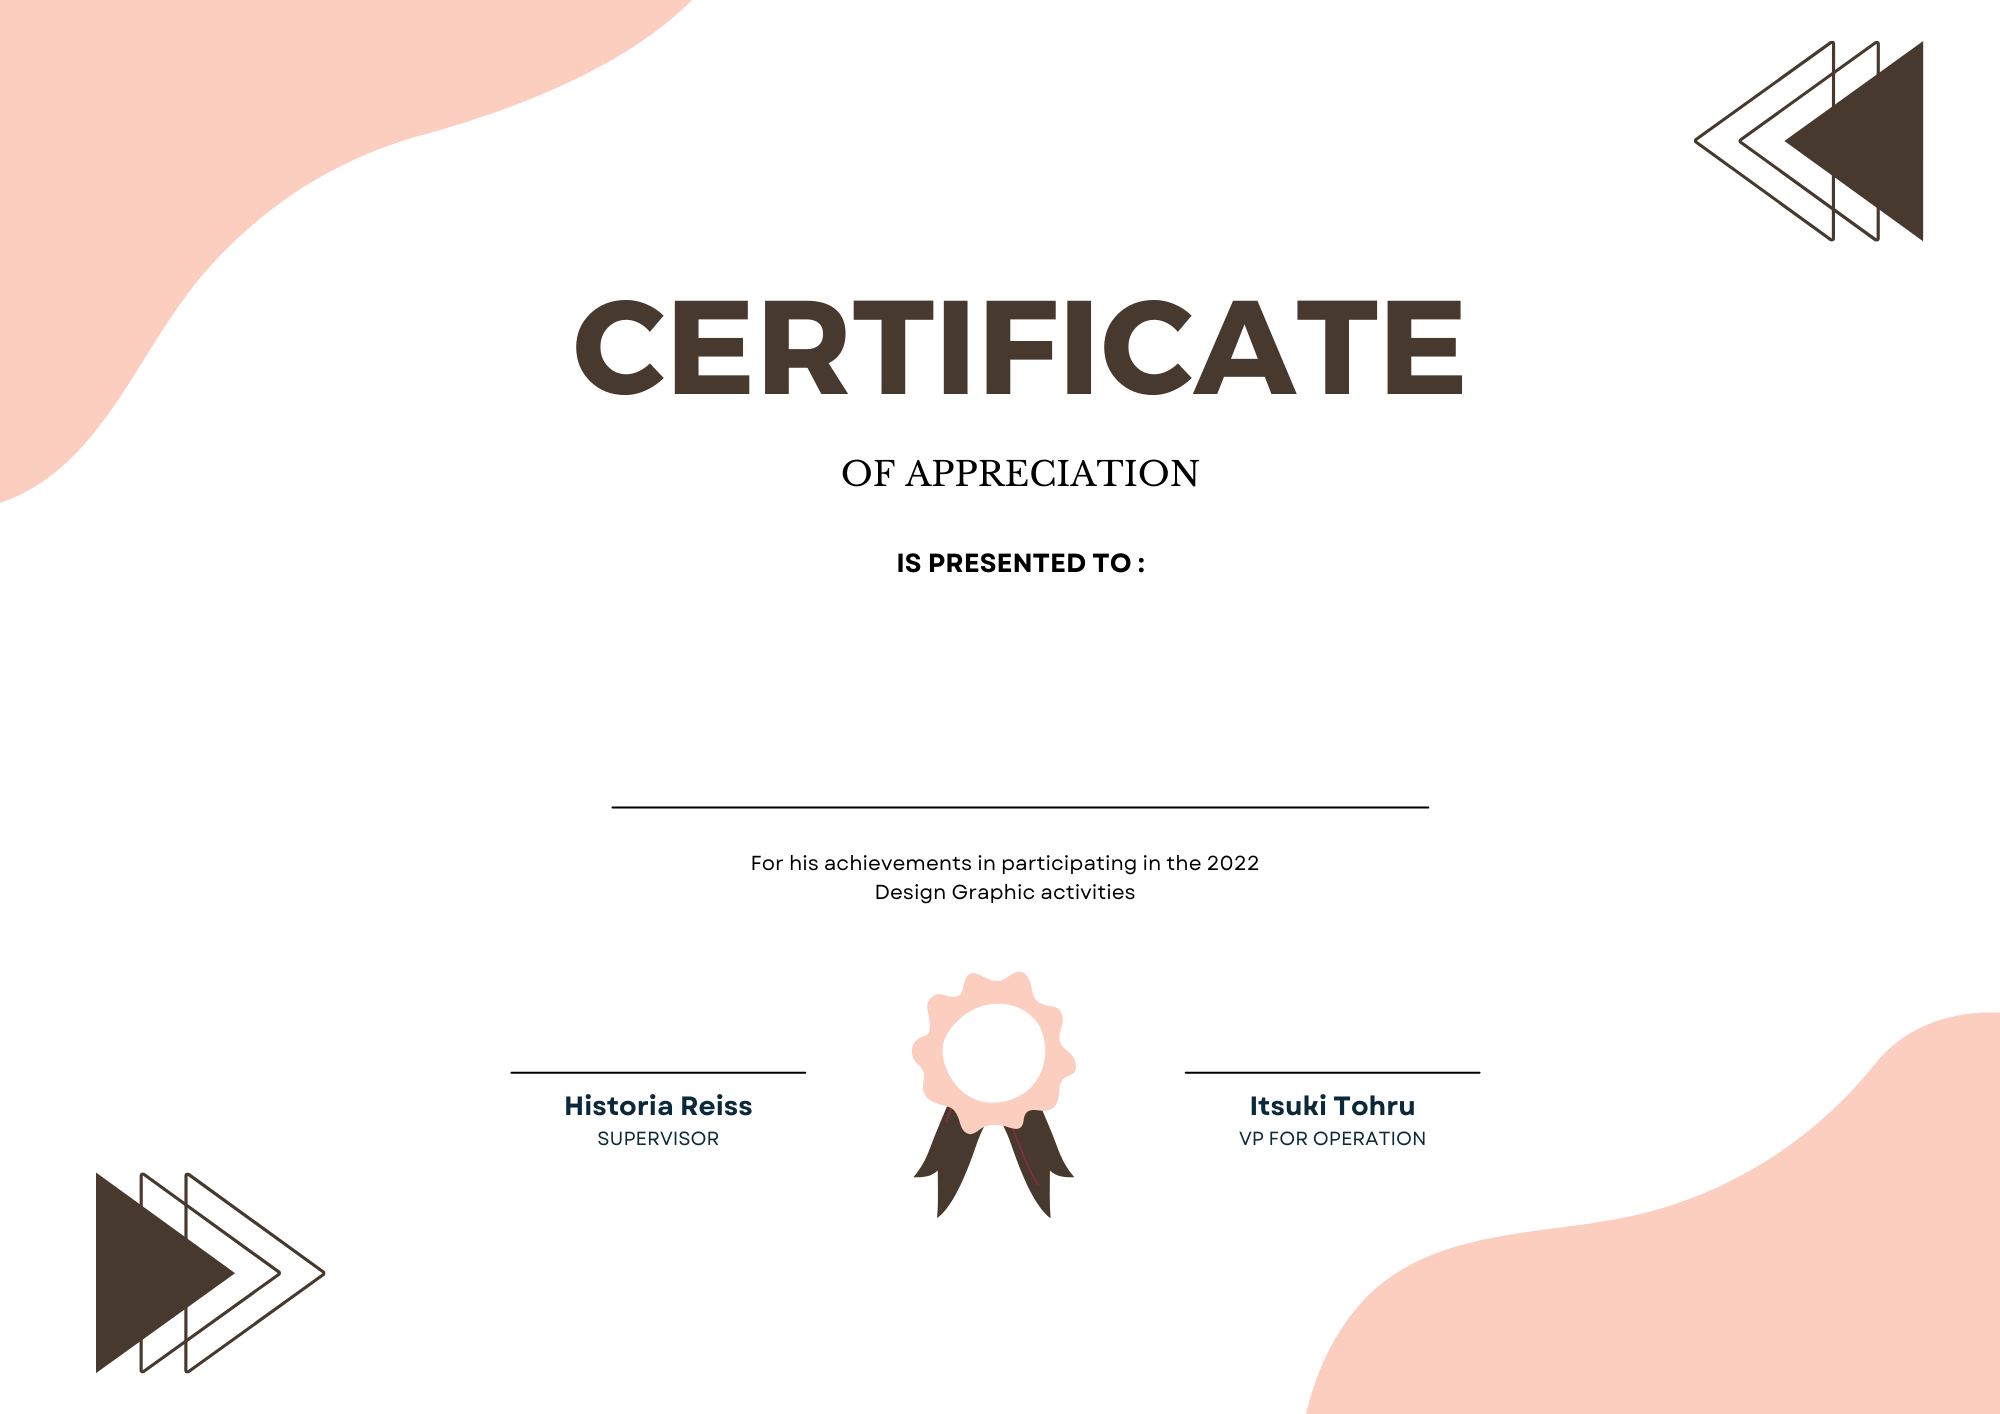 CERTIFICATE
OF APPRECIATION
IS PRESENTED TO :
For his achievements in participating in the 2022
Design Graphic activities
Historia Reiss
SUPERVISOR
Itsuki Tohru
VP FOR OPERATION